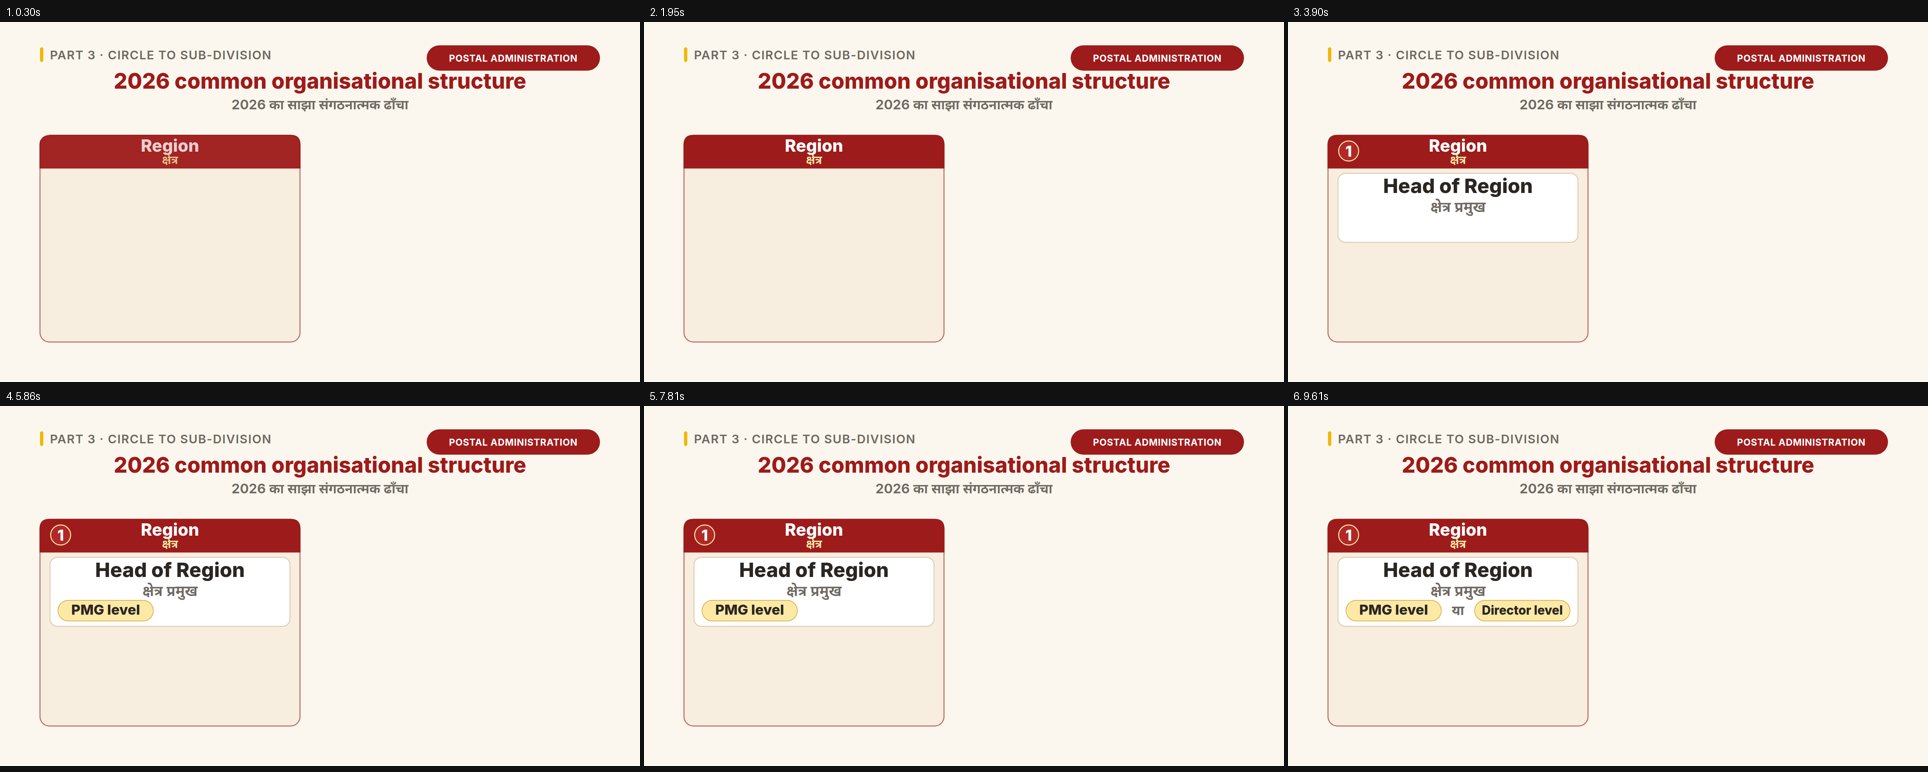 1. 0.30s
PART 3 · CIRCLE TO SUB-DIVISION
POSTAL ADMINISTRATION
2026 common organisational structure
2026 का साझा संगठनात्मक ढाँचा
Region
क्षेत्र
2. 1.95s
PART 3 · CIRCLE TO SUB-DIVISION
POSTAL ADMINISTRATION
2026 common organisational structure
2026 का साझा संगठनात्मक ढाँचा
Region
क्षेत्र
3. 3.90s
PART 3 · CIRCLE TO SUB-DIVISION
POSTAL ADMINISTRATION
2026 common organisational structure
2026 का साझा संगठनात्मक ढाँचा
1 Region
क्षेत्र
Head of Region
क्षेत्र प्रमुख
4. 5.86s
PART 3 · CIRCLE TO SUB-DIVISION
POSTAL ADMINISTRATION
2026 common organisational structure
2026 का साझा संगठनात्मक ढाँचा
1 Region
क्षेत्र
Head of Region
क्षेत्र प्रमुख
PMG level
5. 7.81s
PART 3 · CIRCLE TO SUB-DIVISION
POSTAL ADMINISTRATION
2026 common organisational structure
2026 का साझा संगठनात्मक ढाँचा
1 Region
क्षेत्र
Head of Region
क्षेत्र प्रमुख
PMG level
6. 9.61s
PART 3 · CIRCLE TO SUB-DIVISION
POSTAL ADMINISTRATION
2026 common organisational structure
2026 का साझा संगठनात्मक ढाँचा
1 Region
क्षेत्र
Head of Region
क्षेत्र प्रमुख
PMG level या Director level